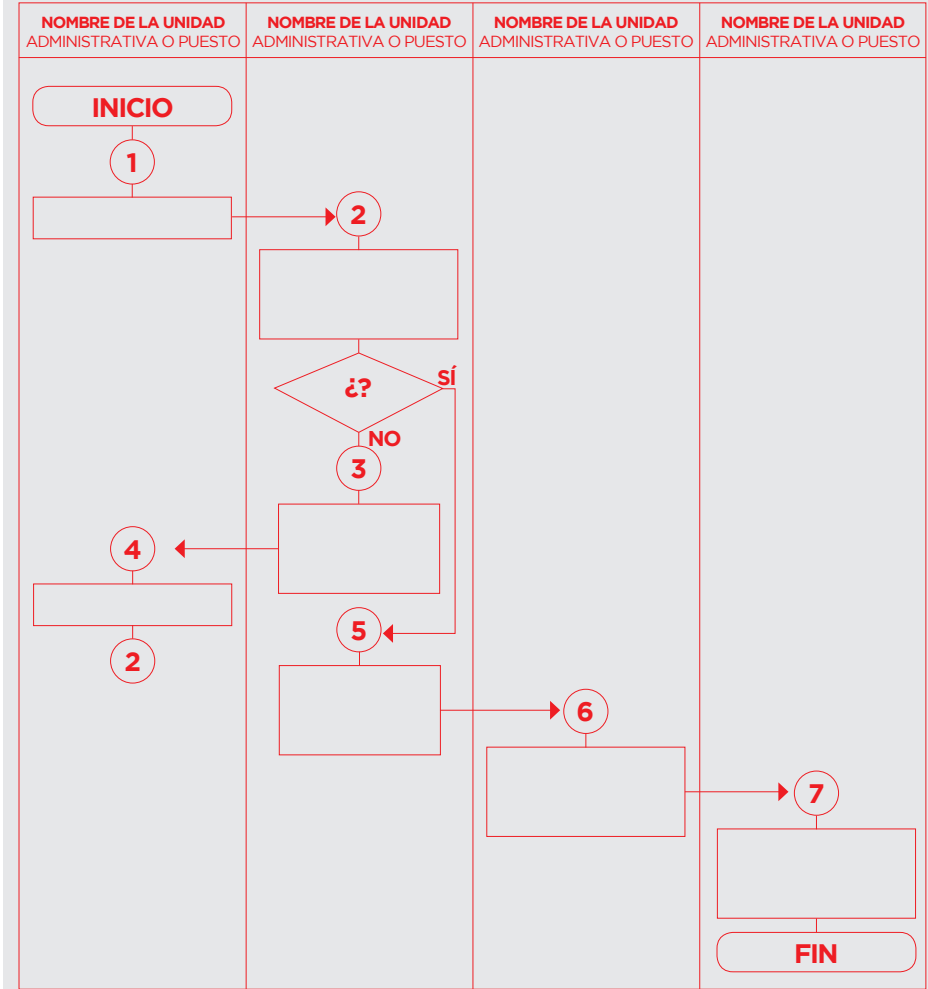 NOMBRE DE LA UNIDAD
ADMINISTRATIVA O PUESTO
NOMBRE DE LA UNIDAD
ADMINISTRATIVA O PUESTO
NOMBRE DE LA UNIDAD
ADMINISTRATIVA O PUESTO
NOMBRE DE LA UNIDAD
ADMINISTRATIVA O PUESTO
INICIO
1
2
¿?
SÍ
NO
3
4
5
2
6
7
FIN